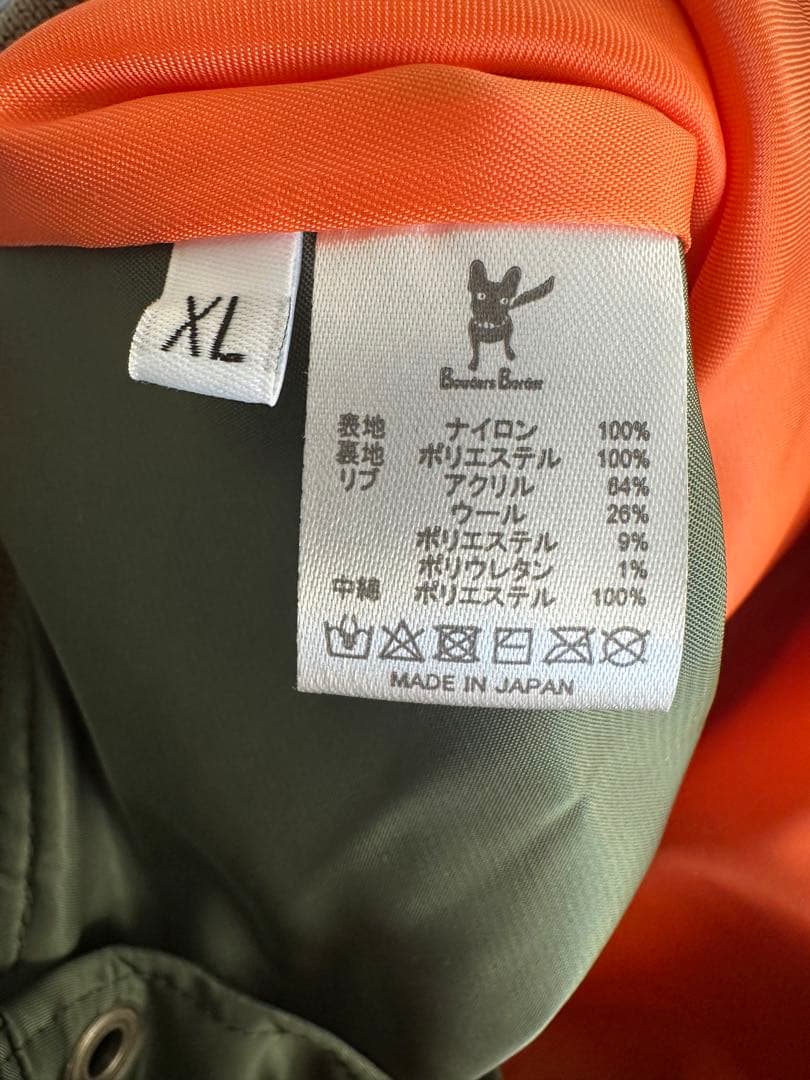 XL
Bowders Border
表地 ナイロン 100%
裏地 ポリエステル 100%
リブ アクリル 64%
ウール 26%
ポリエステル 9%
ポリウレタン 1%
中綿 ポリエステル 100%
MADE IN JAPAN